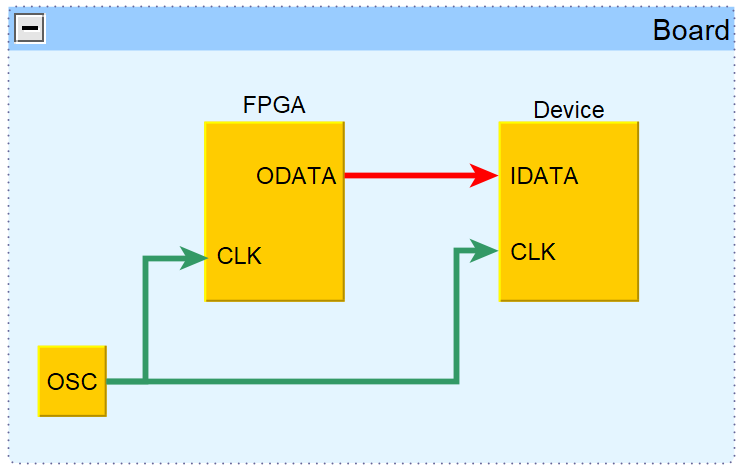 Board
FPGA
Device
ODATA
IDATA
CLK
CLK
OSC